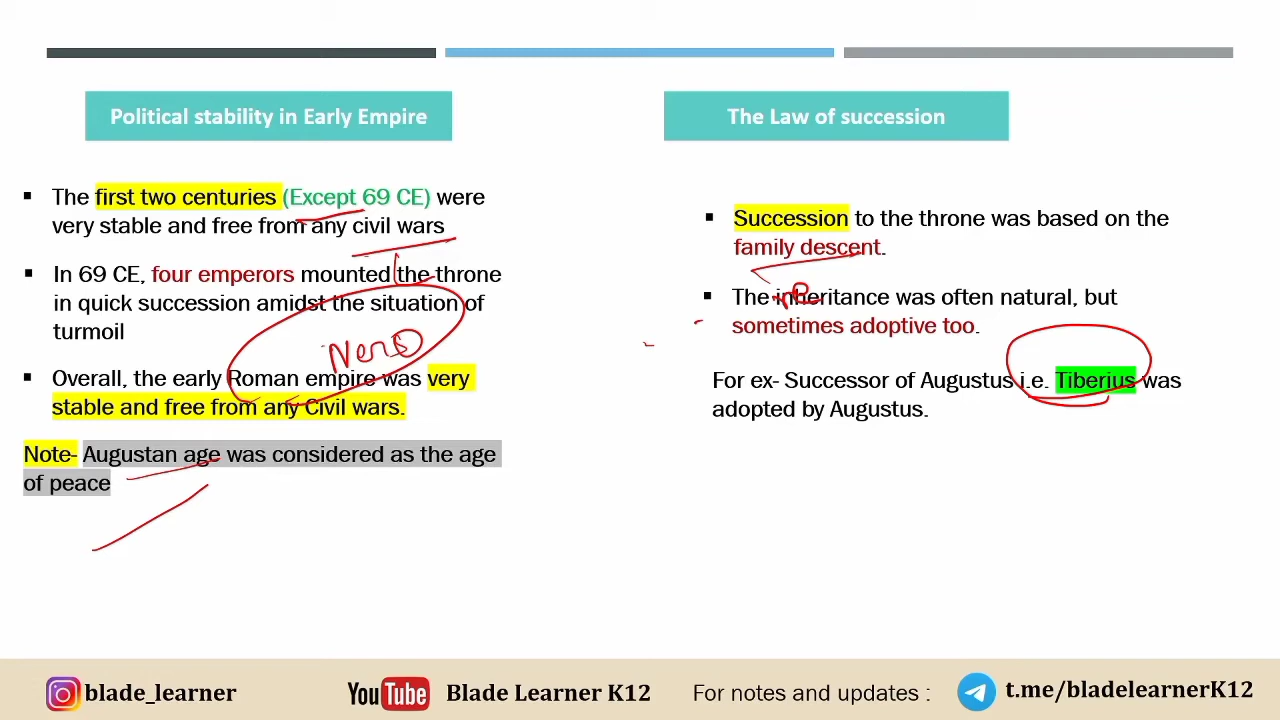 Political stability in Early Empire
The first two centuries (Except 69 CE) were
very stable and free from any civil wars
In 69 CE, four emperors mounted the throne
in quick succession amidst the situation of
turmoil
Nero
Overall, the early Roman empire was very
stable and free from any Civil wars.
Note- Augustan age was considered as the age
of peace
The Law of succession
Succession to the throne was based on the
family descent.
The inheritance was often natural, but
sometimes adoptive too.
For ex- Successor of Augustus i.e. Tiberius was
adopted by Augustus.
blade_learner
YouTube Blade Learner K12
For notes and updates :
t.me/bladelearnerK12